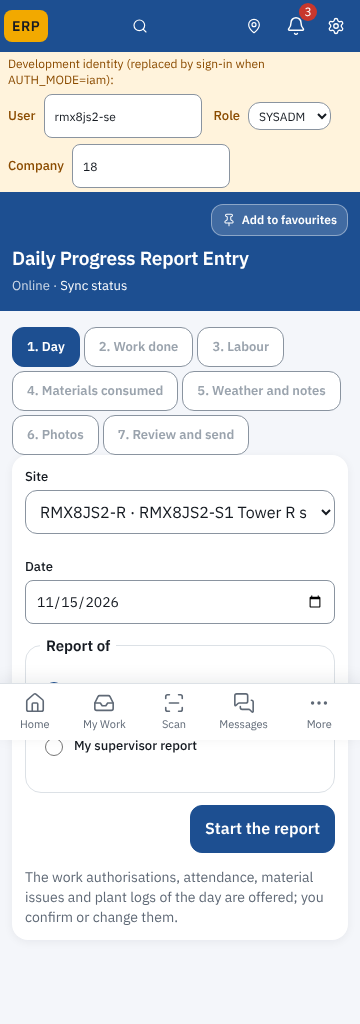 ERP
3
Development identity (replaced by sign-in when
AUTH_MODE=iam):
User rmx8js2-se Role SYSADM
Company 18
Add to favourites
Daily Progress Report Entry
Online · Sync status
1. Day 2. Work done 3. Labour
4. Materials consumed 5. Weather and notes
6. Photos 7. Review and send
Site
RMX8JS2-R · RMX8JS2-S1 Tower R s
Date
11/15/2026
Report of
Home My Work Scan Messages More
My supervisor report
Start the report
The work authorisations, attendance, material
issues and plant logs of the day are offered; you
confirm or change them.